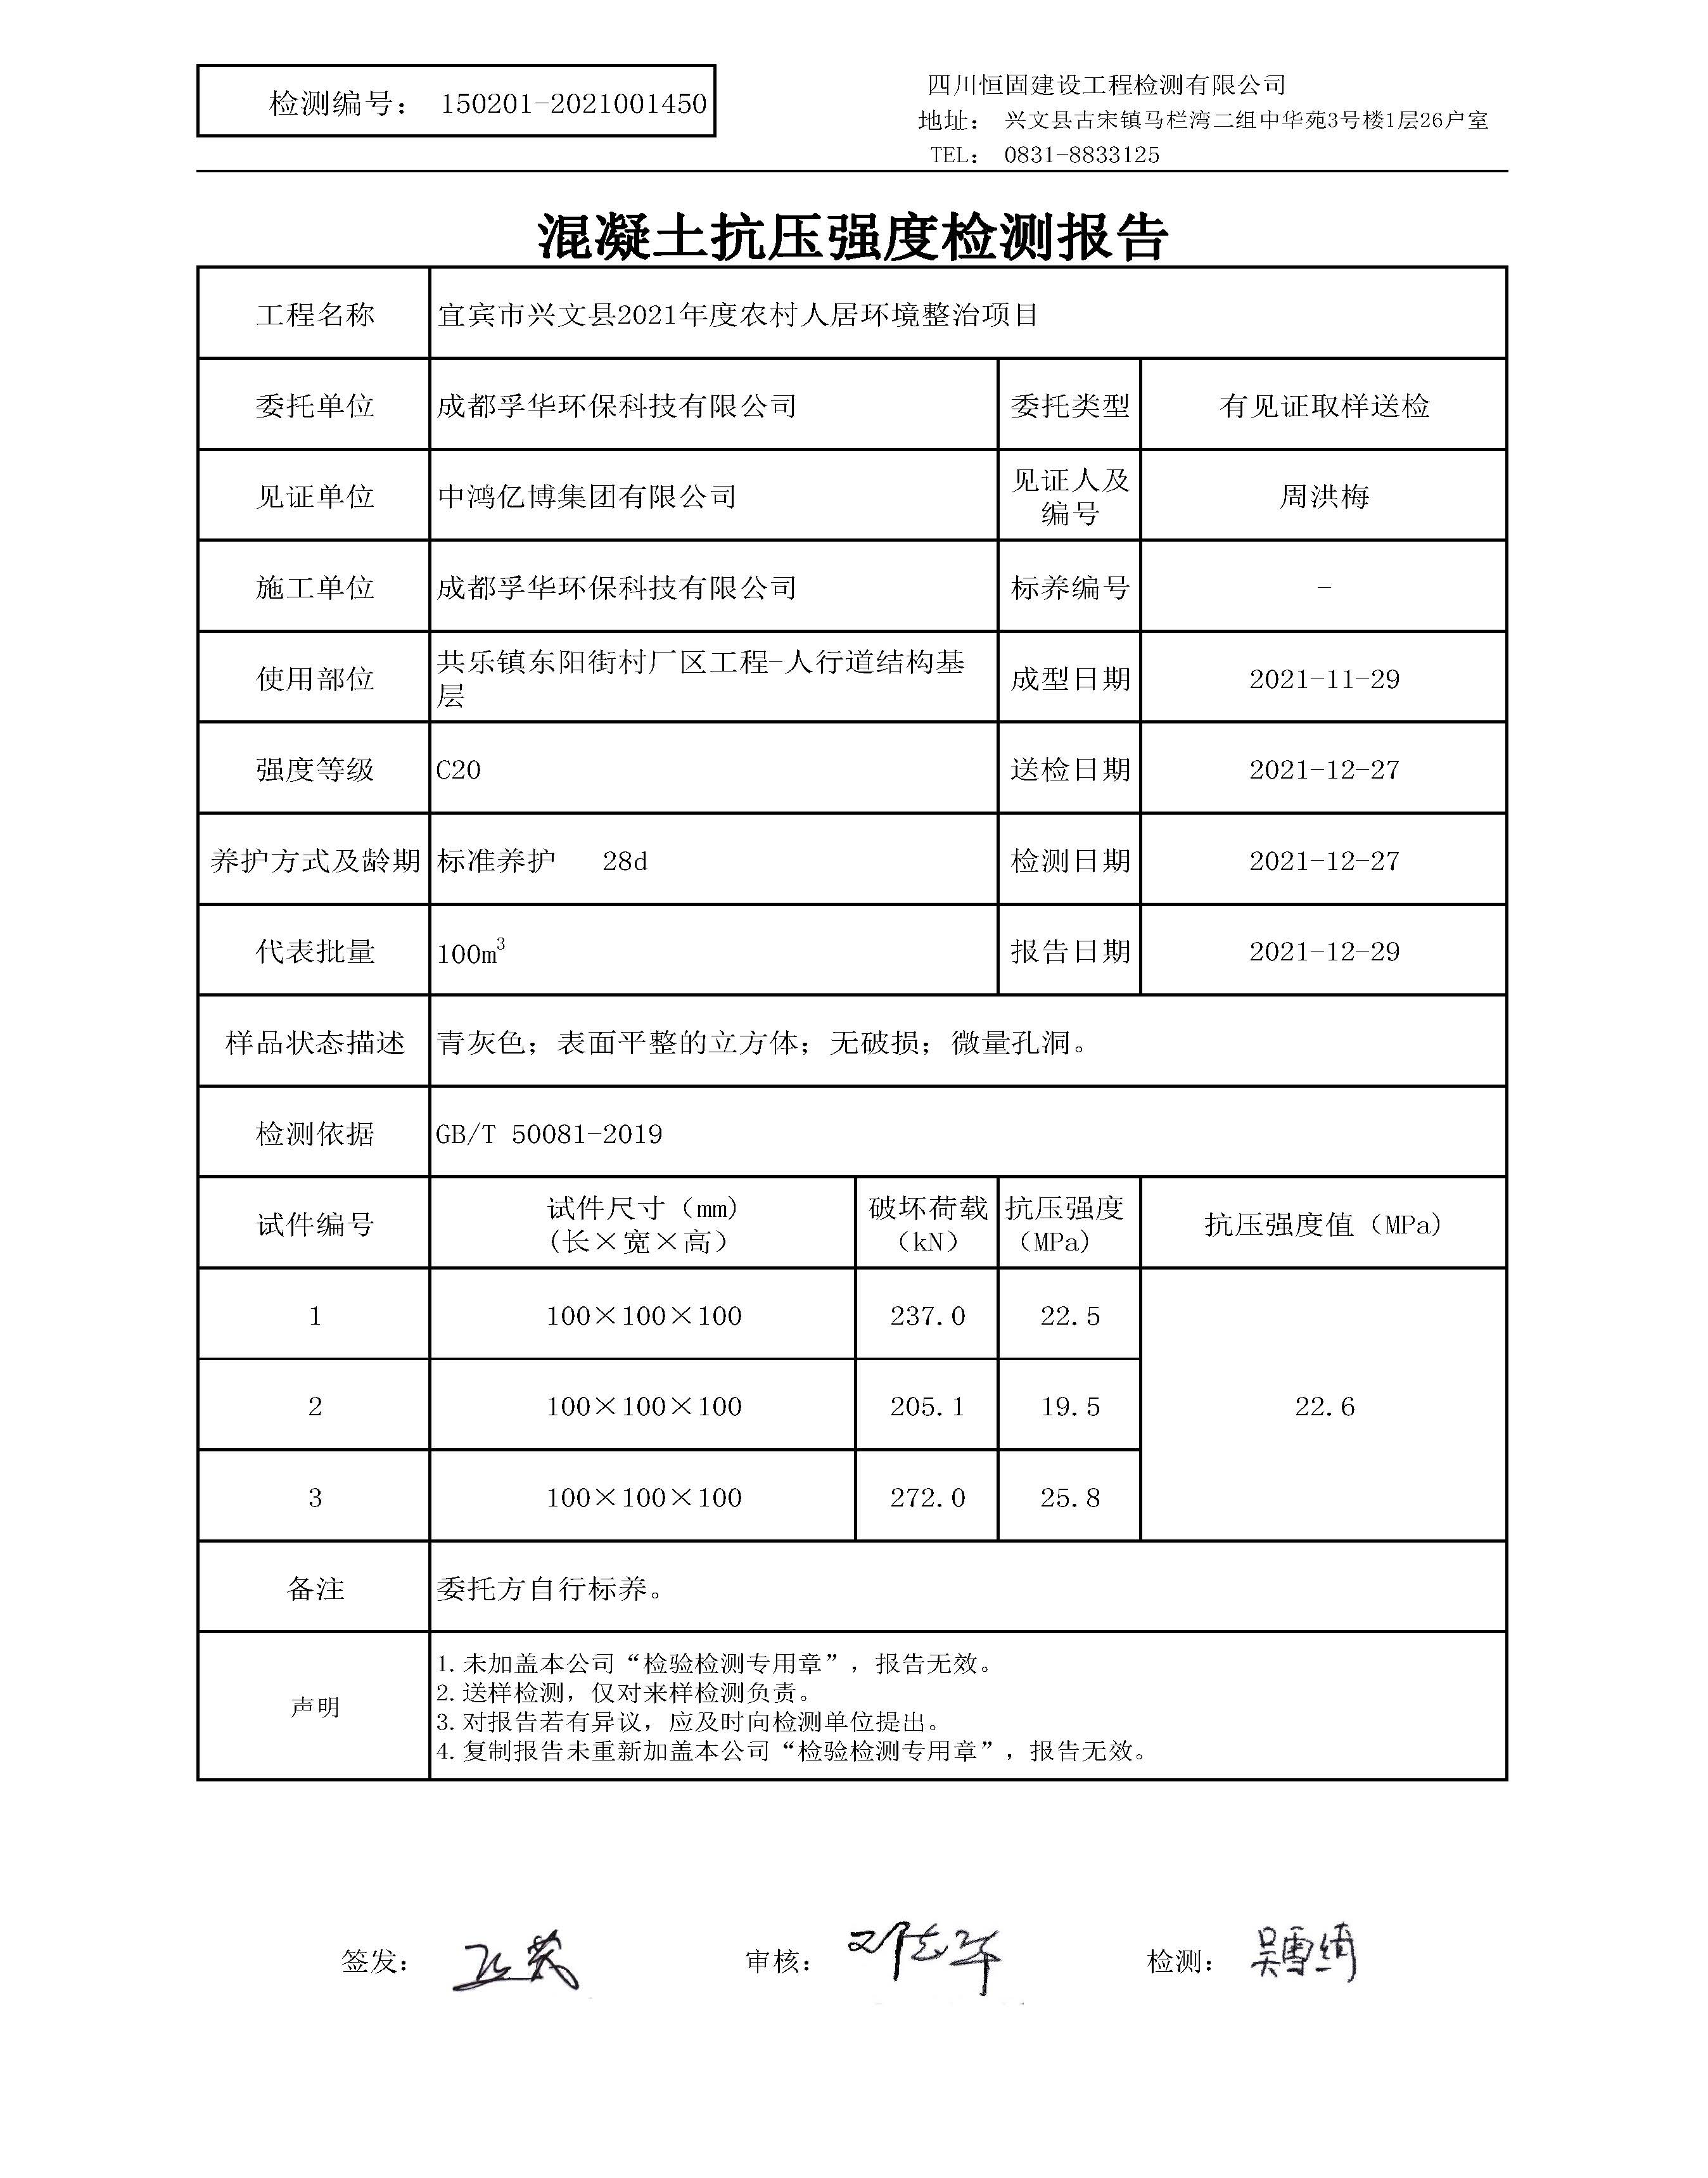 检测编号： 150201-2021001450
四川恒固建设工程检测有限公司
地址： 兴文县古宋镇马栏湾二组中华苑3号楼1层26户室
TEL： 0831-8833125
混凝土抗压强度检测报告
工程名称 宜宾市兴文县2021年度农村人居环境整治项目
委托单位 成都孚华环保科技有限公司 委托类型 有见证取样送检
见证单位 中鸿亿博集团有限公司 见证人及编号 周洪梅
施工单位 成都孚华环保科技有限公司 标养编号 -
使用部位 共乐镇东阳街村厂区工程-人行道结构基层 成型日期 2021-11-29
强度等级 C20 送检日期 2021-12-27
养护方式及龄期 标准养护 28d 检测日期 2021-12-27
代表批量 100m³ 报告日期 2021-12-29
样品状态描述 青灰色；表面平整的立方体；无破损；微量孔洞。
检测依据 GB/T 50081-2019
试件编号 试件尺寸（mm）（长×宽×高） 破坏荷载（kN） 抗压强度（MPa） 抗压强度值（MPa）
1 100×100×100 237.0 22.5
2 100×100×100 205.1 19.5 22.6
3 100×100×100 272.0 25.8
备注 委托方自行标养。
声明
1.未加盖本公司“检验检测专用章”，报告无效。
2.送样检测，仅对来样检测负责。
3.对报告若有异议，应及时向检测单位提出。
4.复制报告未重新加盖本公司“检验检测专用章”，报告无效。
签发： 审核： 邓志华 检测： 吴雪绮